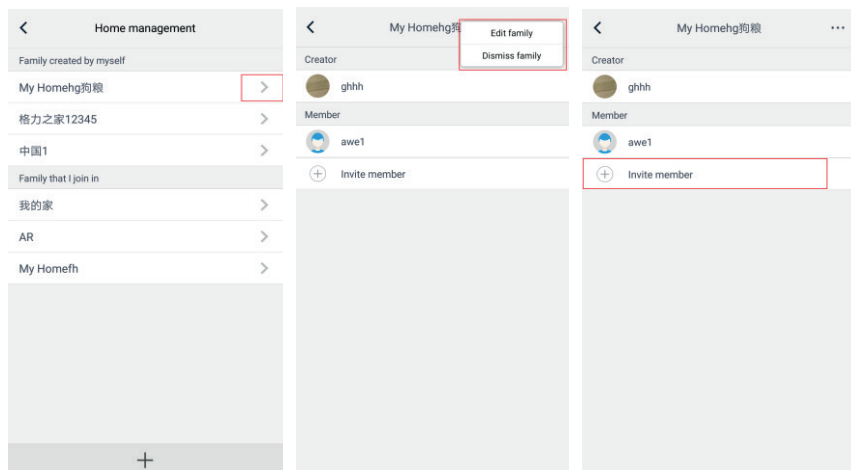 Home management
Family created by myself
My Homehg狗粮
格力之家12345
中国1
Family that I join in
我的家
AR
My Homefh
My Homehg狗
Edit family
Dismiss family
Creator
ghhh
Member
awe1
Invite member
My Homehg狗粮
Creator
ghhh
Member
awe1
Invite member